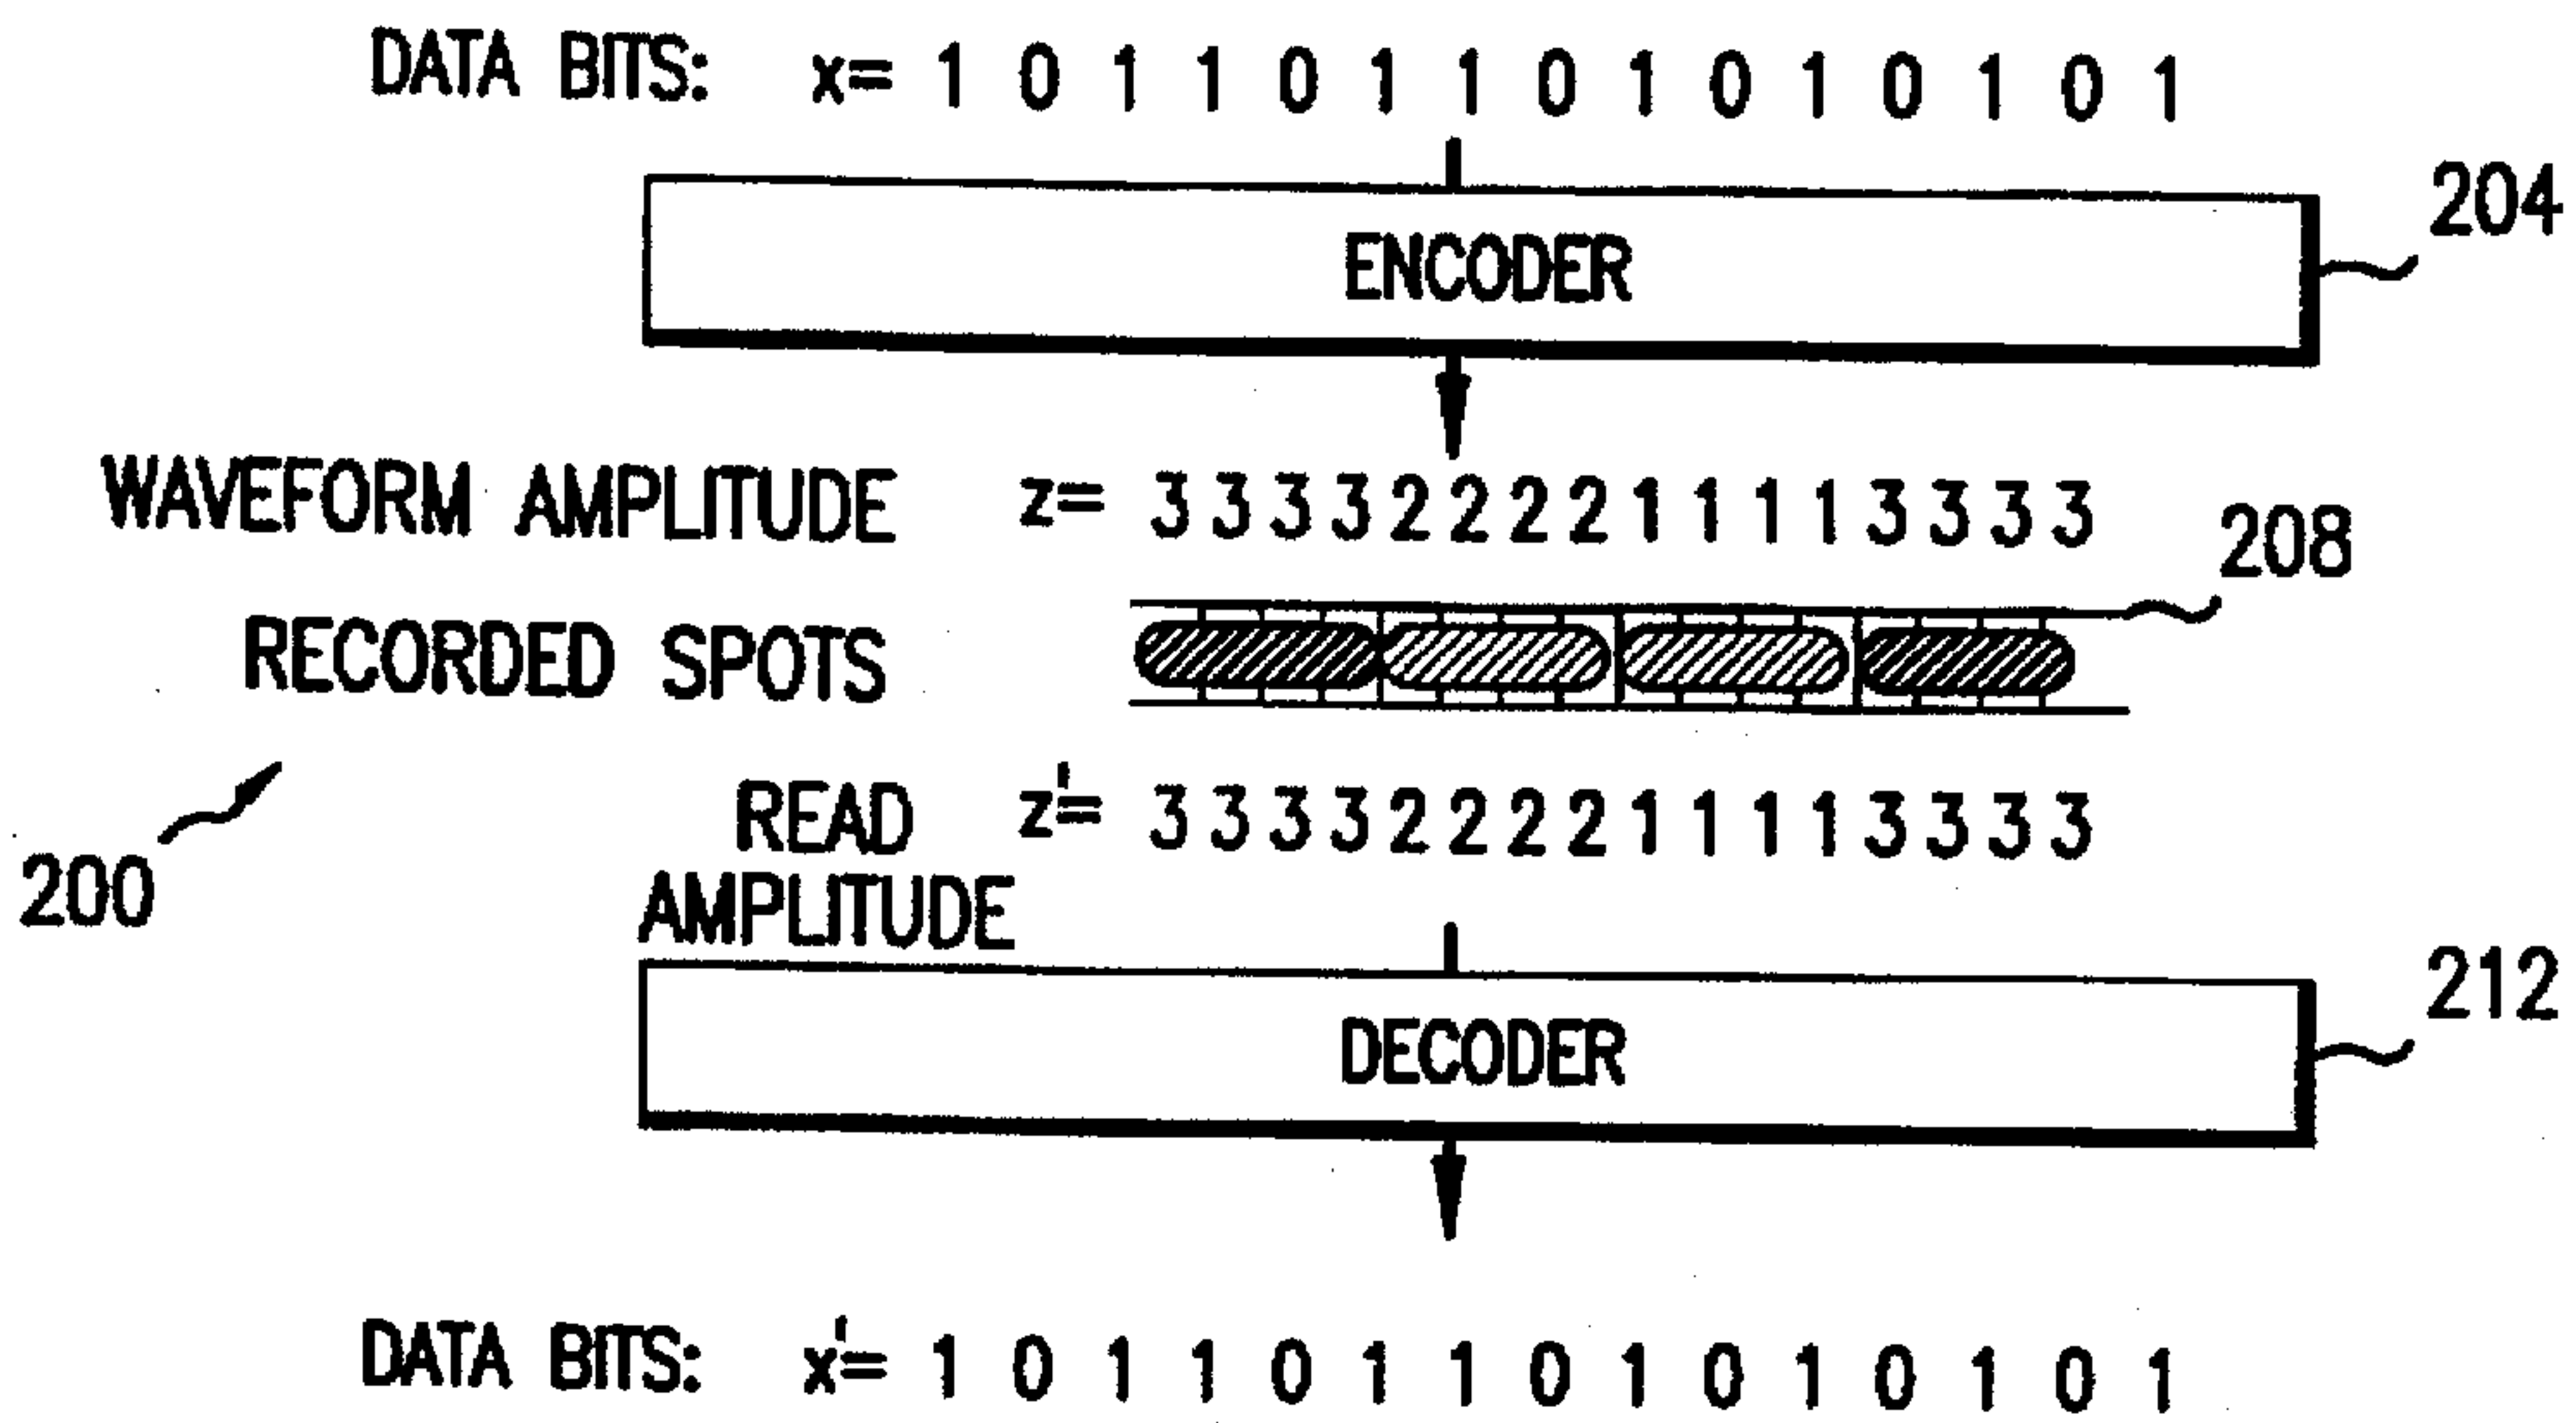 DATA BITS: x= 1 0 1 1 0 1 1 0 1 0 1 0 1 0 1
204
ENCODER
WAVEFORM AMPLITUDE z= 3 3 3 3 2 2 2 2 1 1 1 1 3 3 3 3
208
RECORDED SPOTS
READ AMPLITUDE z'= 3 3 3 3 2 2 2 2 1 1 1 1 3 3 3 3
200
212
DECODER
DATA BITS: x'= 1 0 1 1 0 1 1 0 1 0 1 0 1 0 1